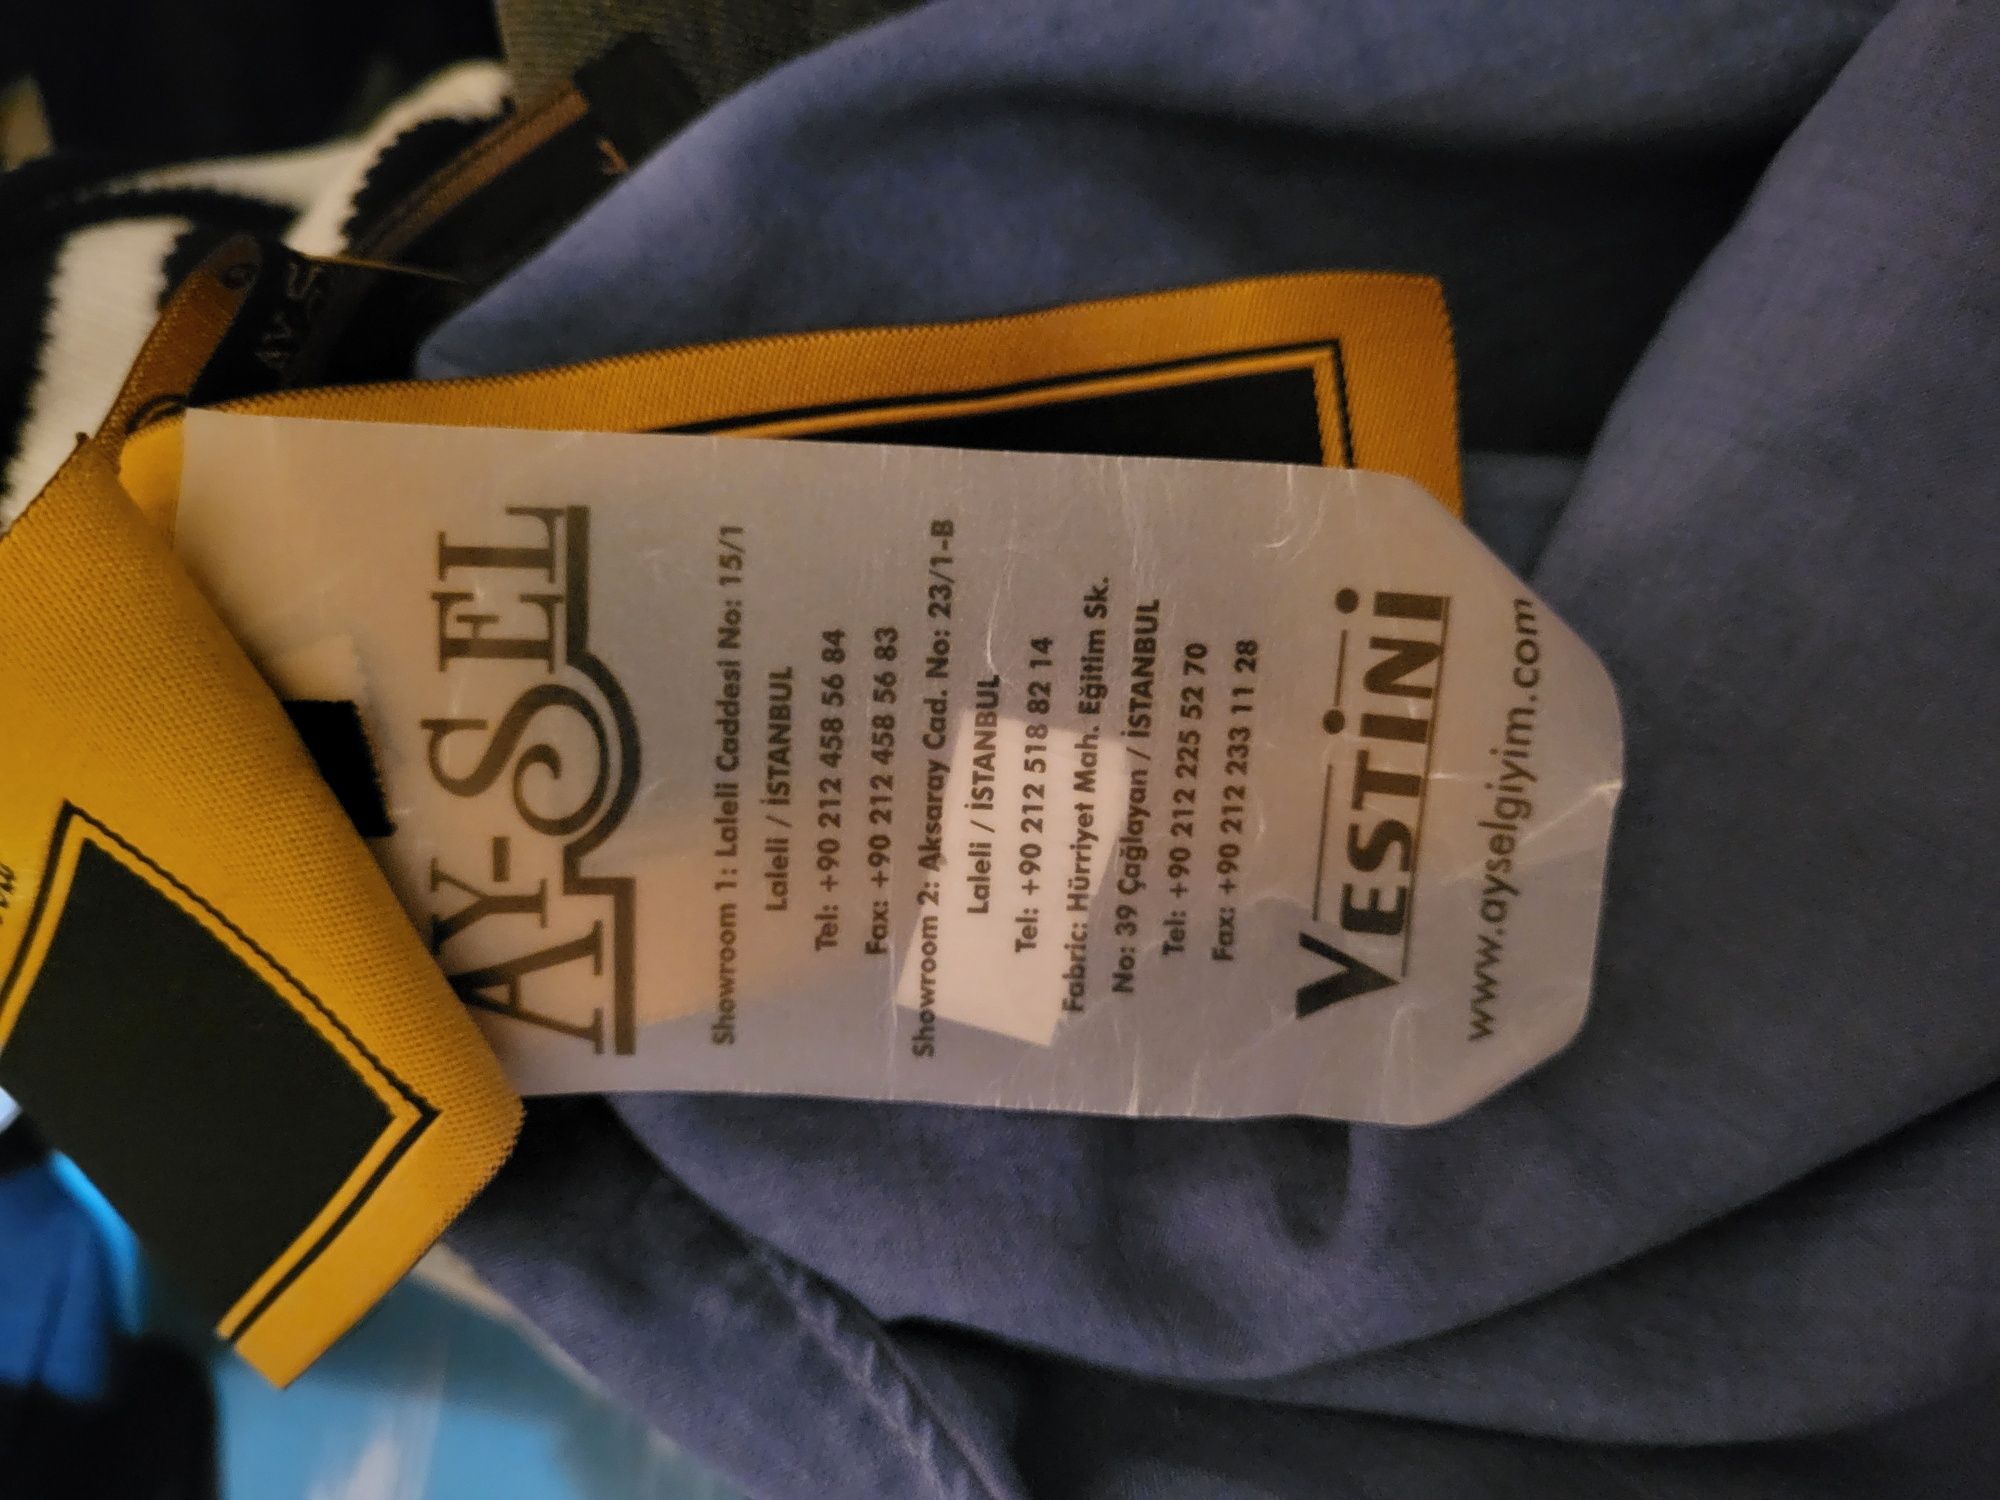 AY-SEL
Showroom 1: Laleli Caddesi No: 15/1
Laleli / İSTANBUL
Tel: +90 212 458 56 84
Fax: +90 212 458 56 83
Showroom 2: Aksaray Cad. No: 23/1-B
Laleli / İSTANBUL
Tel: +90 212 518 82 14
Fabric: Hürriyet Mah. Eğitim Sk.
No: 39 Çağlayan / İSTANBUL
Tel: +90 212 225 52 70
Fax: +90 212 233 11 28
VESTİNİ
www.ayselgiyim.com